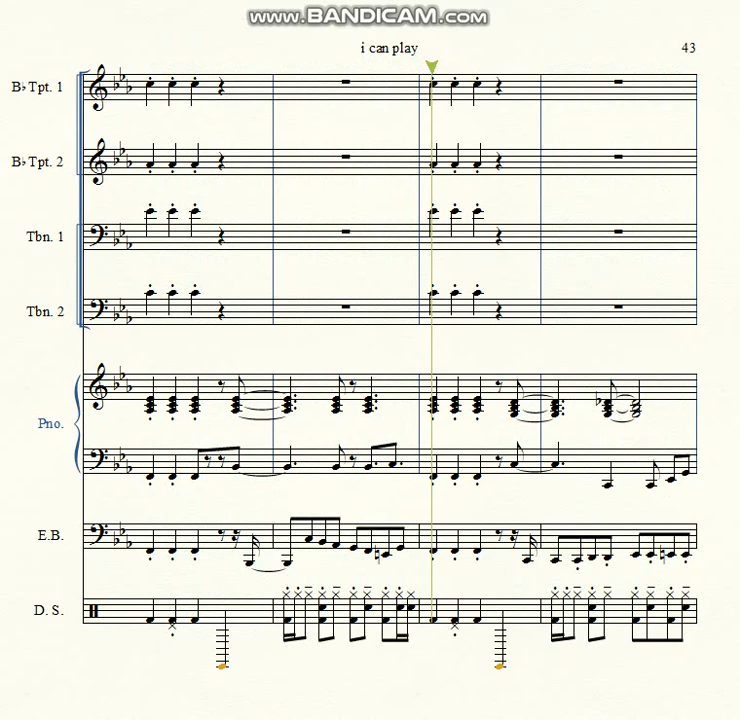 www.BANDICAM.com
i can play
43
B♭Tpt. 1
B♭Tpt. 2
Tbn. 1
Tbn. 2
Pno.
E.B.
D. S.